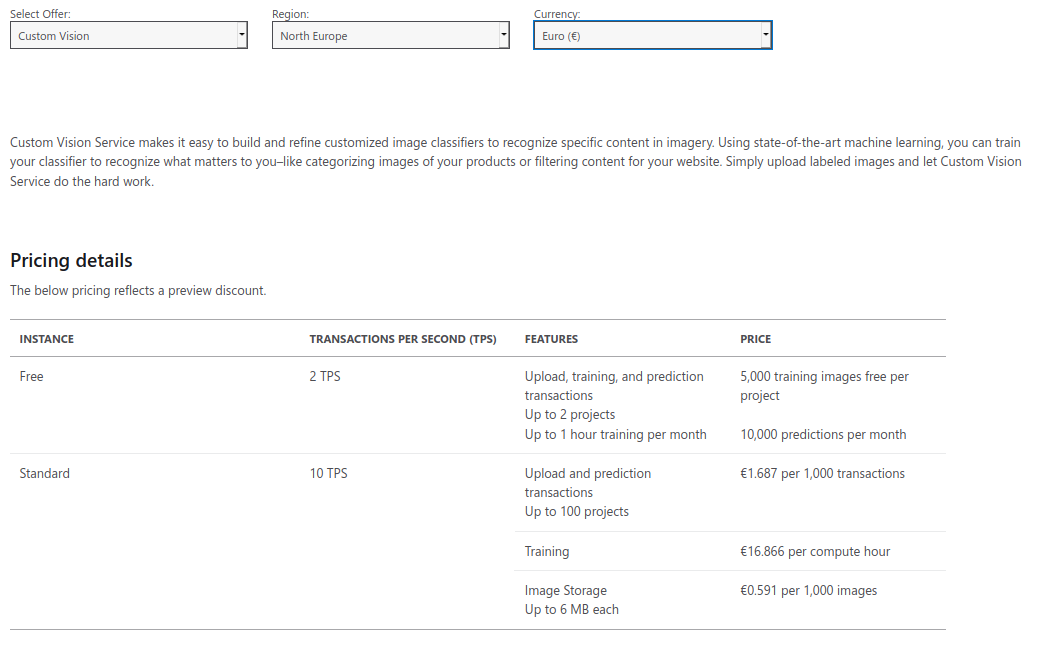 Select Offer: Region: Currency:
Custom Vision North Europe Euro (€)
Custom Vision Service makes it easy to build and refine customized image classifiers to recognize specific content in imagery. Using state-of-the-art machine learning, you can train
your classifier to recognize what matters to you–like categorizing images of your products or filtering content for your website. Simply upload labeled images and let Custom Vision
Service do the hard work.
Pricing details
The below pricing reflects a preview discount.
INSTANCE TRANSACTIONS PER SECOND (TPS) FEATURES PRICE
Free 2 TPS Upload, training, and prediction 5,000 training images free per
transactions project
Up to 2 projects
Up to 1 hour training per month 10,000 predictions per month
Standard 10 TPS Upload and prediction €1.687 per 1,000 transactions
transactions
Up to 100 projects
Training €16.866 per compute hour
Image Storage €0.591 per 1,000 images
Up to 6 MB each